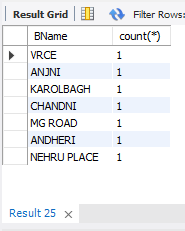 Result Grid Filter Rows:
BName count(*)
VRCE 1
ANJNI 1
KAROLBAGH 1
CHANDNI 1
MG ROAD 1
ANDHERI 1
NEHRU PLACE 1
Result 25 ×